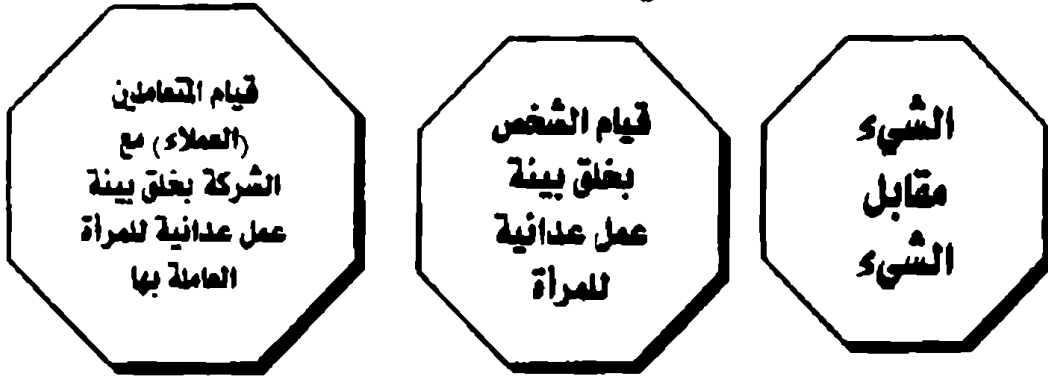 الشيء
مقابل
الشيء
قيام الشخص
بخلق بيئة
عمل عدائية
للمرأة
قيام المتعاملين
(العملاء) مع
الشركة بخلق بيئة
عمل عدائية للمرأة
العاملة بها